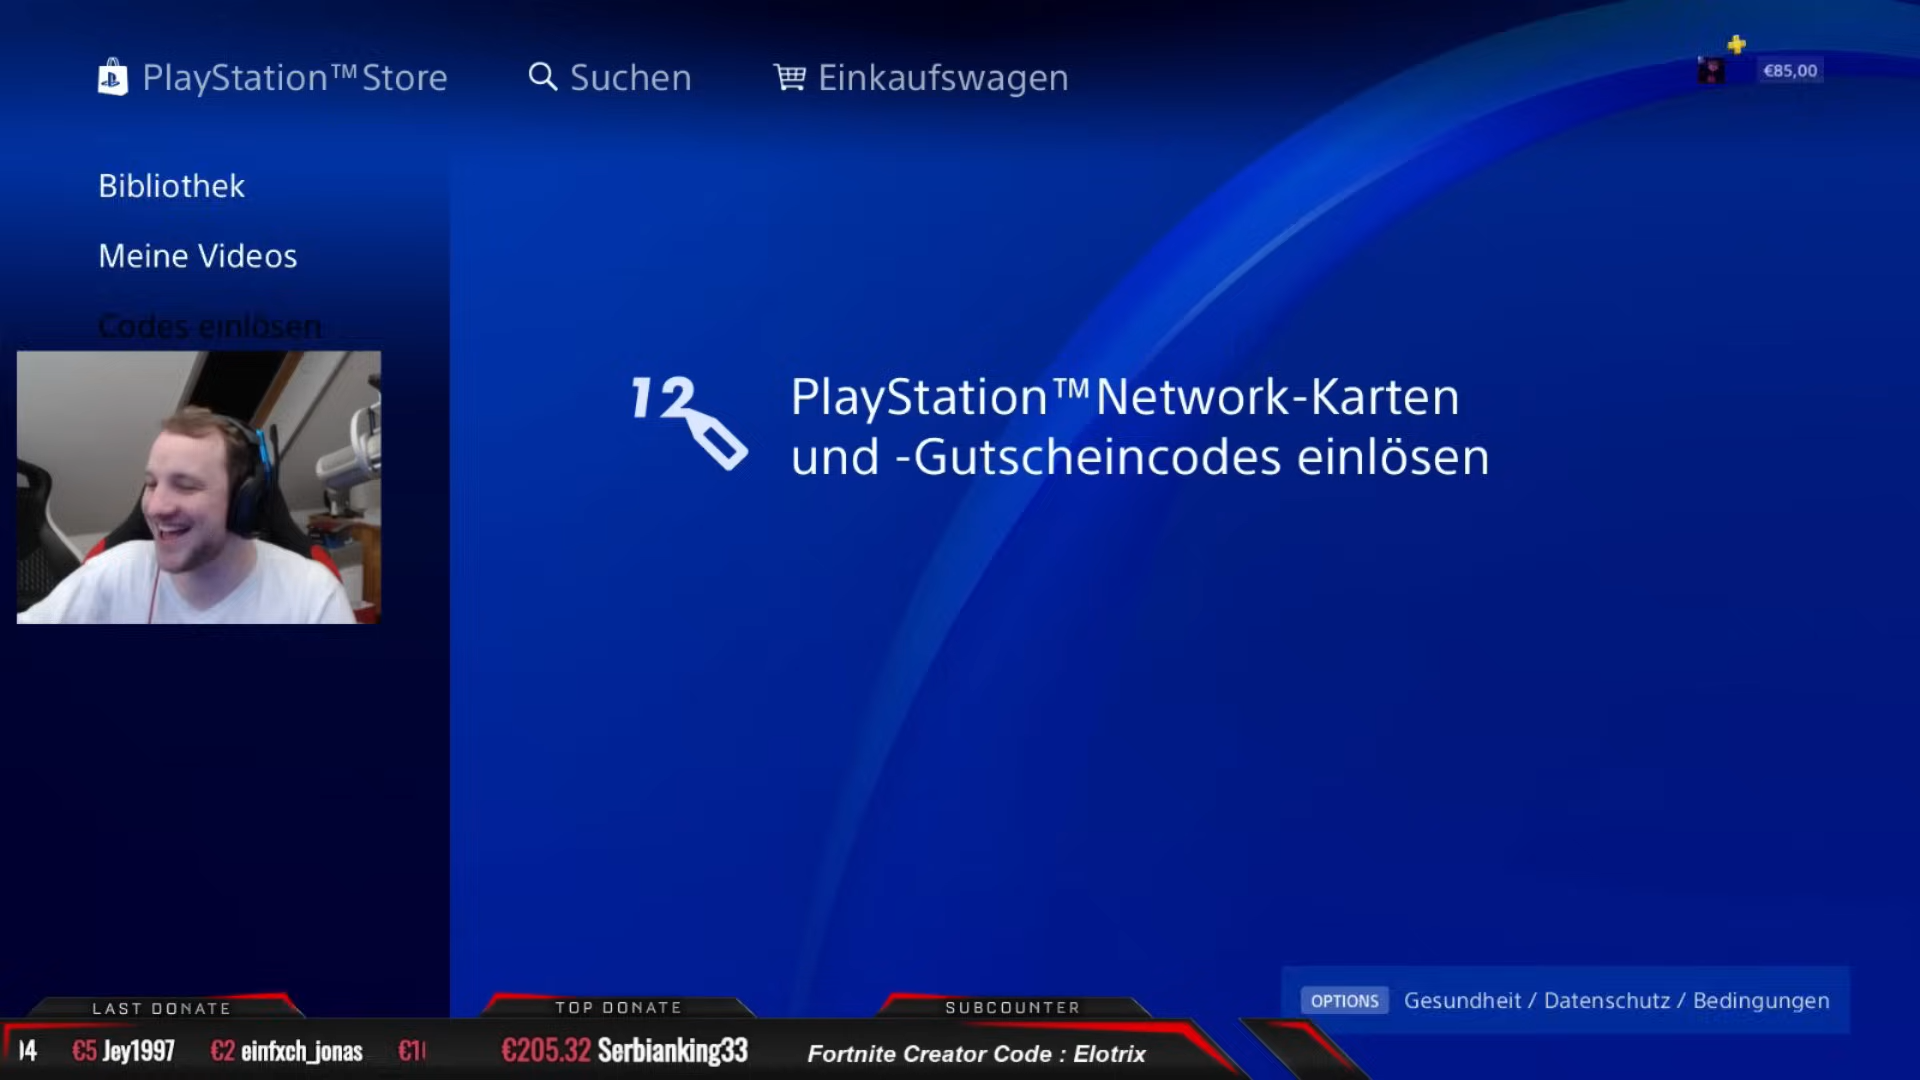 PlayStation™Store
Suchen
Einkaufswagen
€85,00
Bibliothek
Meine Videos
Codes einlösen
12
PlayStation™Network-Karten
und -Gutscheincodes einlösen
OPTIONS Gesundheit / Datenschutz / Bedingungen
LAST DONATE
TOP DONATE
SUBCOUNTER
€5 Jey1997 €2 einfxch_jonas
€205.32 Serbianking33
Fortnite Creator Code : Elotrix